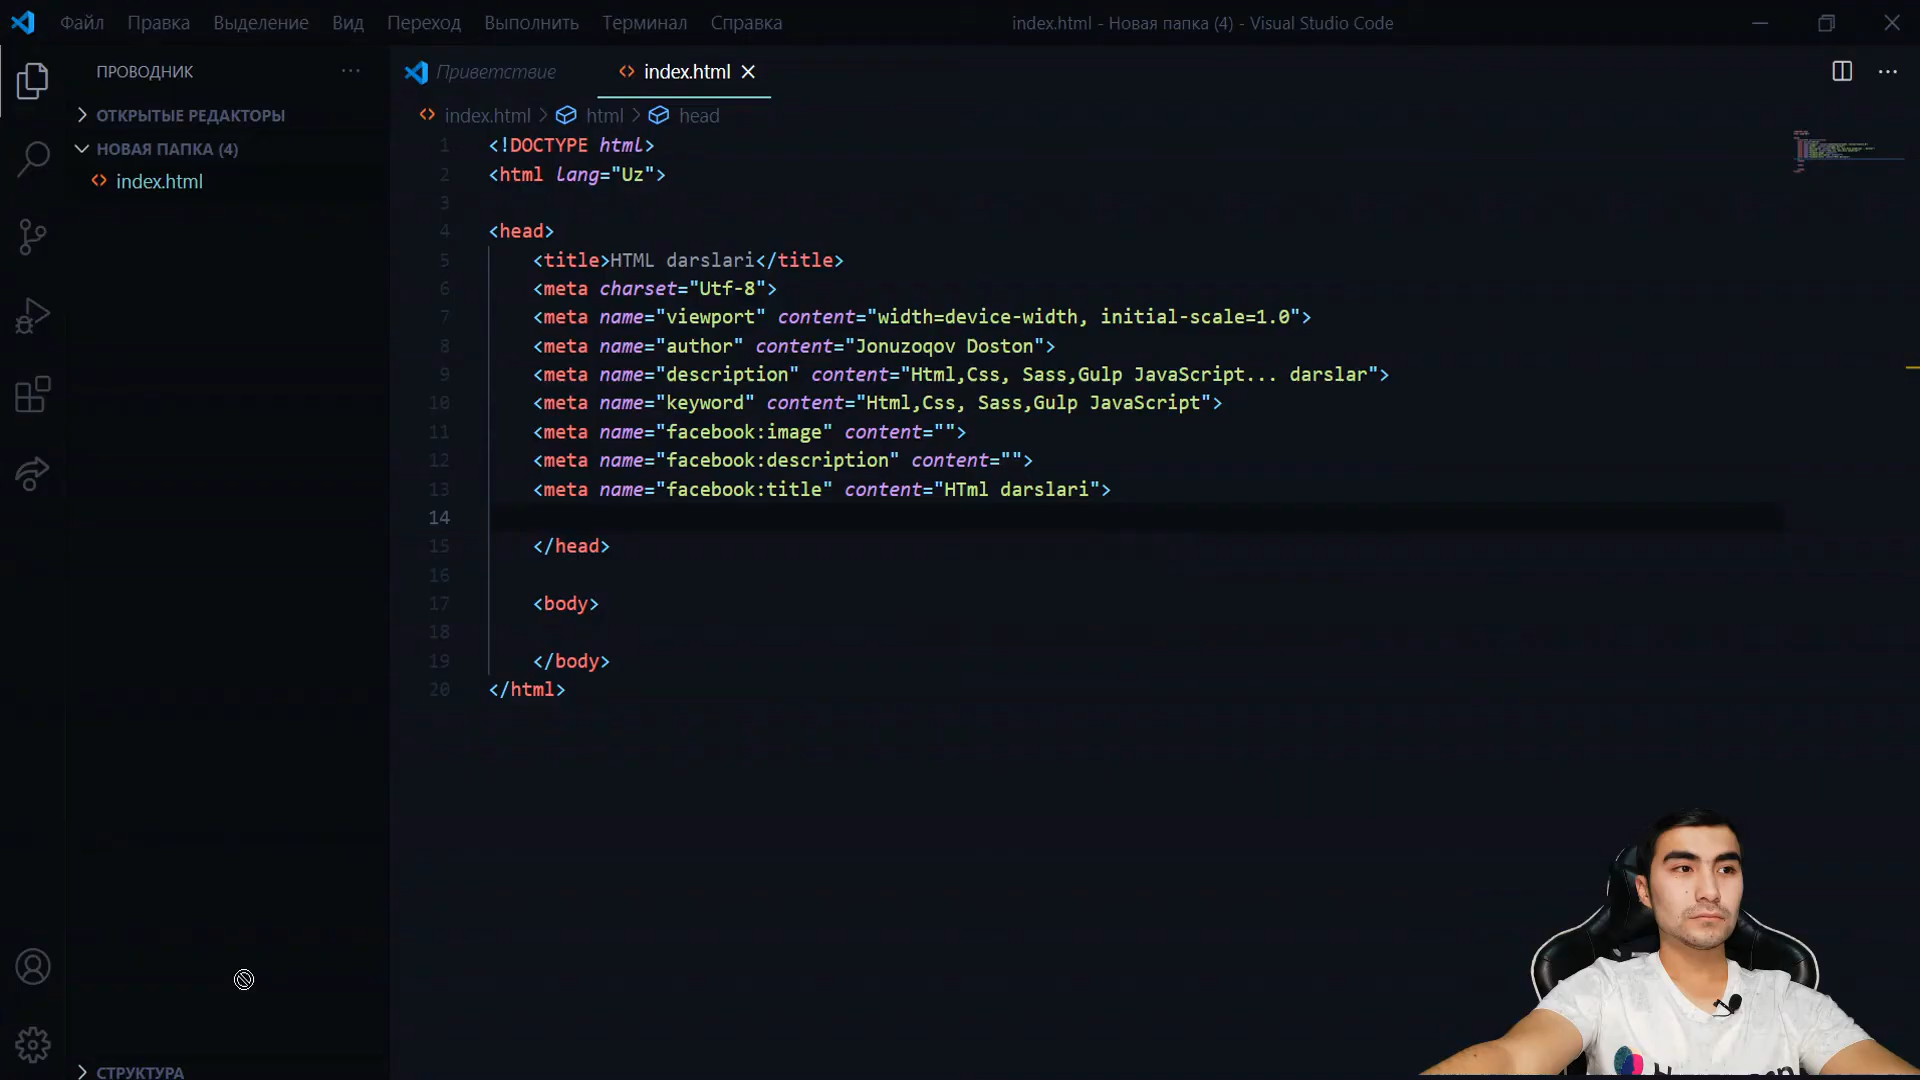 Файл Правка Выделение Вид Переход Выполнить Терминал Справка index.html - Новая папка (4) - Visual Studio Code
ПРОВОДНИК
ОТКРЫТЫЕ РЕДАКТОРЫ
НОВАЯ ПАПКА (4)
index.html
СТРУКТУРА
Приветствие index.html
index.html > html > head
1 <!DOCTYPE html>
2 <html lang="Uz">
3
4 <head>
5 <title>HTML darslari</title>
6 <meta charset="Utf-8">
7 <meta name="viewport" content="width=device-width, initial-scale=1.0">
8 <meta name="author" content="Jonuzoqov Doston">
9 <meta name="description" content="Html,Css, Sass,Gulp JavaScript... darslar">
10 <meta name="keyword" content="Html,Css, Sass,Gulp JavaScript">
11 <meta name="facebook:image" content="">
12 <meta name="facebook:description" content="">
13 <meta name="facebook:title" content="HTml darslari">
14
15 </head>
16
17 <body>
18
19 </body>
20 </html>